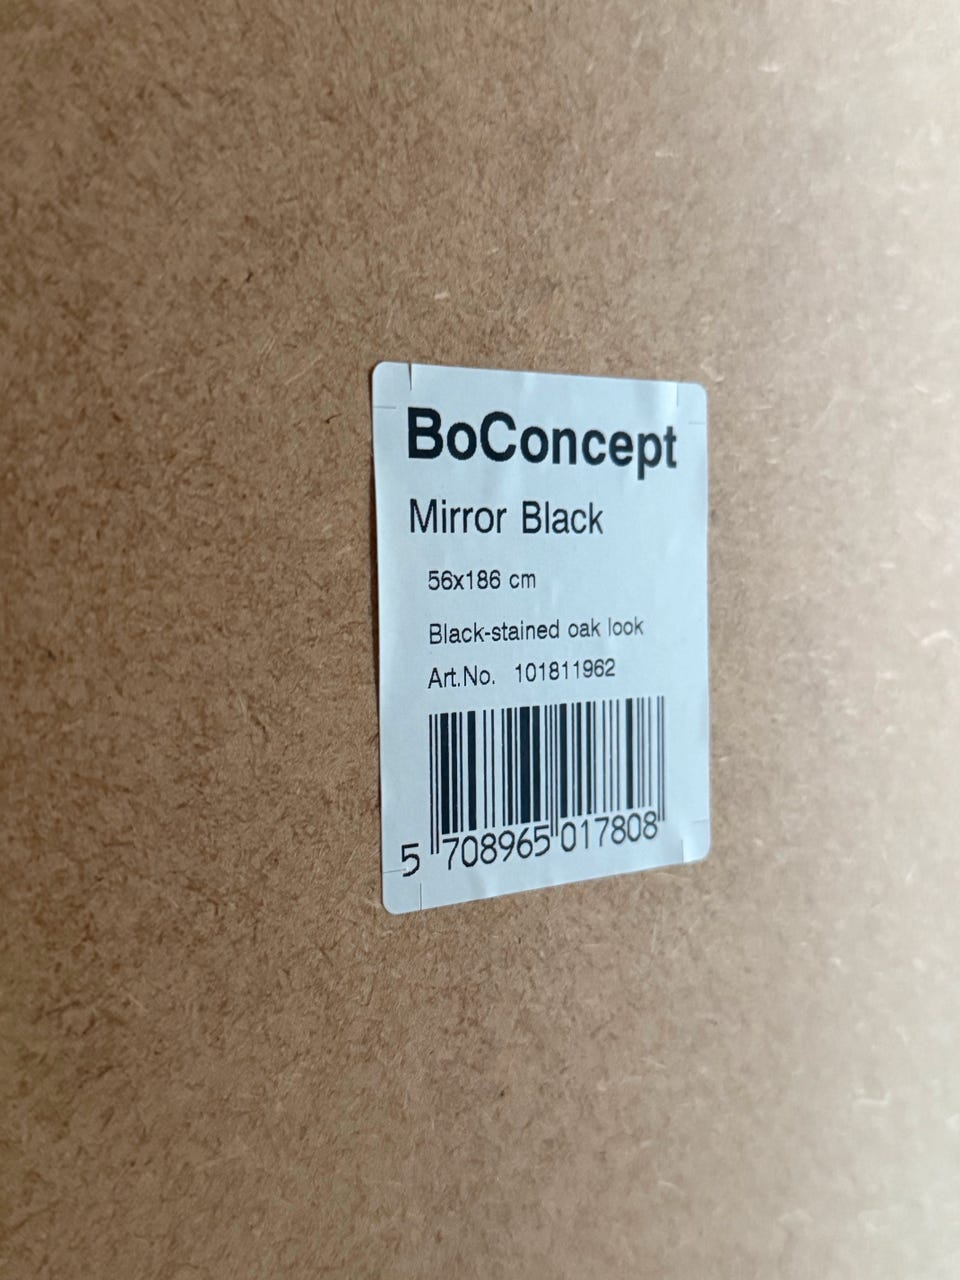 BoConcept
Mirror Black
56x186 cm
Black-stained oak look
Art.No. 101811962
5 708965 017808